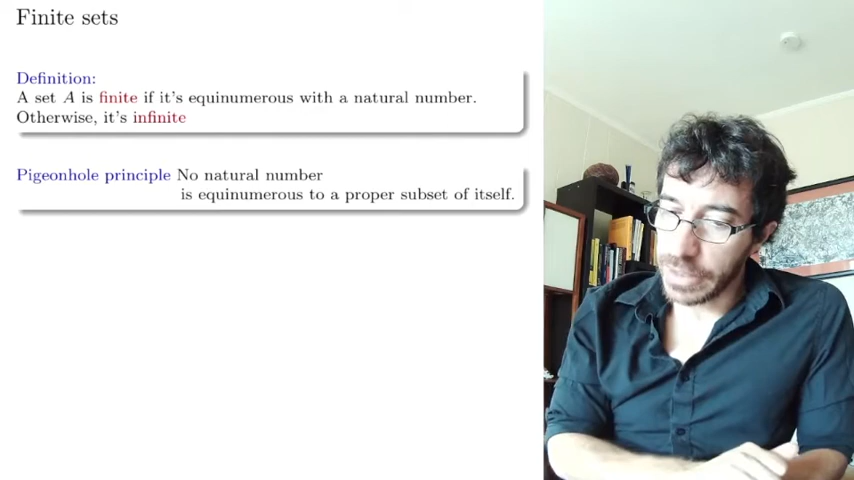 Finite sets
Definition:
A set A is finite if it's equinumerous with a natural number.
Otherwise, it's infinite
Pigeonhole principle No natural number
is equinumerous to a proper subset of itself.